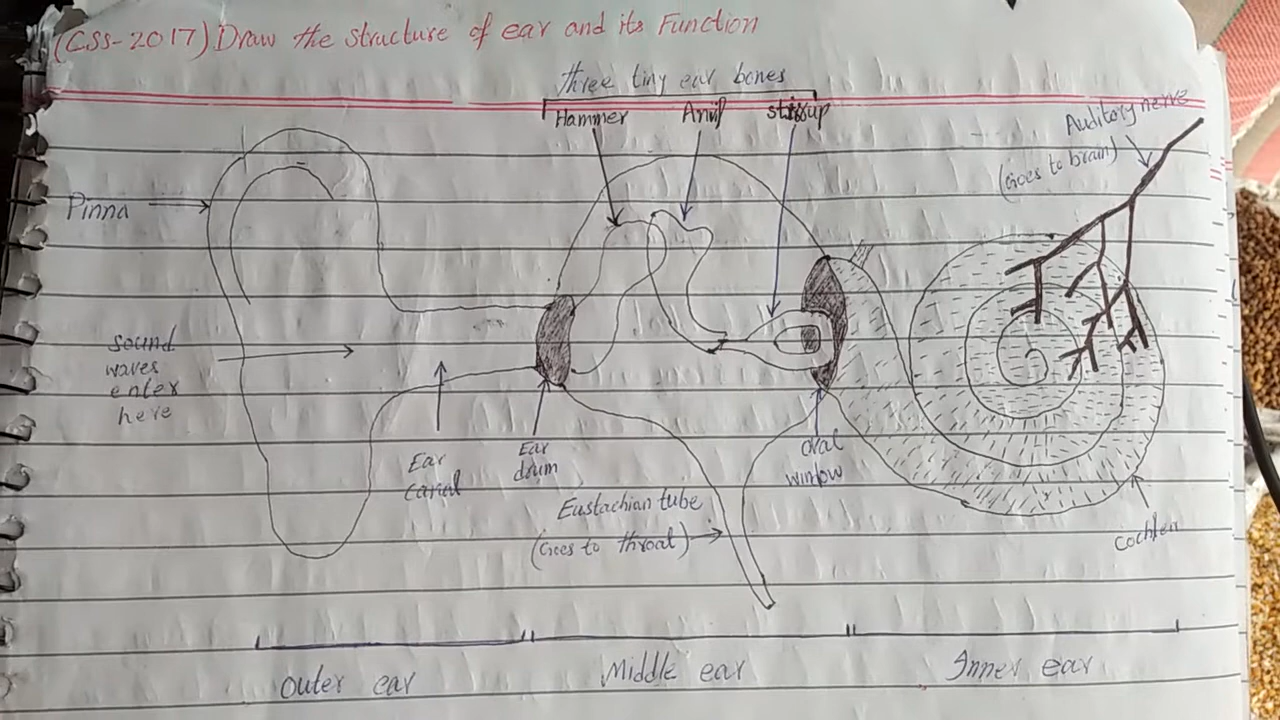 (CSS-2017) Draw the structure of ear and its Function
three tiny ear bones
Hammer
Anvil
stirrup
Auditory nerve
(Goes to brain)
Pinna
sound
waves
enter
here
Ear
canal
Ear
drum
oval
window
Eustachian tube
(Goes to throat)
Cochlea
Outer ear
Middle ear
Inner ear